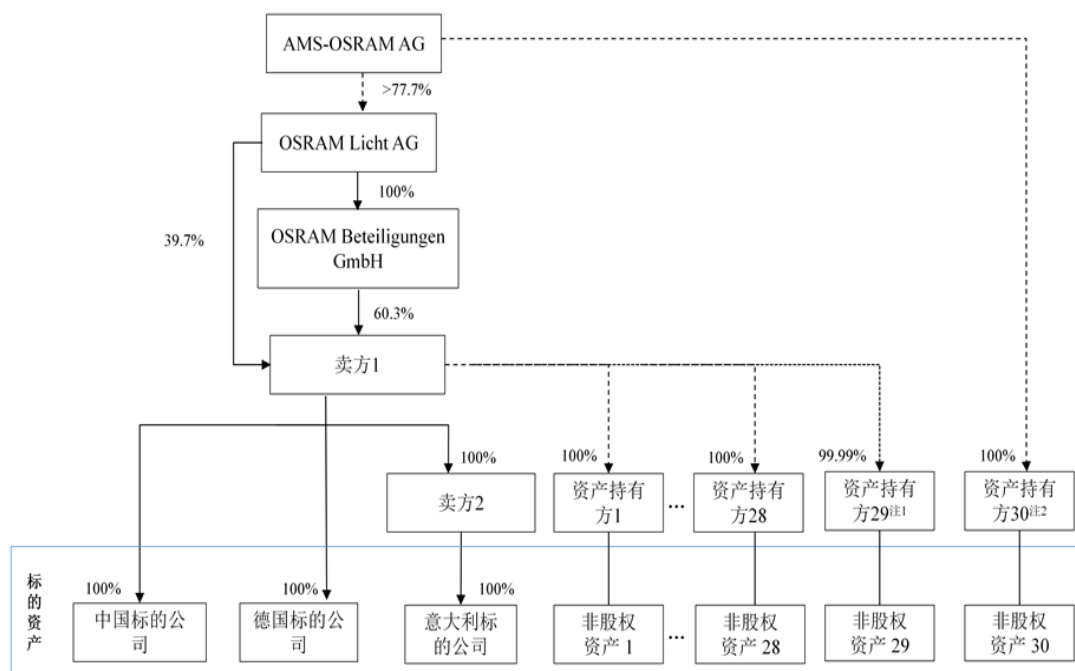 AMS-OSRAM AG
>77.7%
OSRAM Licht AG
100%
39.7%
OSRAM Beteiligungen
GmbH
60.3%
卖方1
100%
100%
100%
99.99%
100%
卖方2
资产持有
方1
...
资产持有
方28
资产持有
方29注1
资产持有
方30注2
标的资产
100%
100%
100%
中国标的公
司
德国标的公
司
意大利标
的公司
非股权
资产 1
...
非股权
资产 28
非股权
资产 29
非股权
资产 30